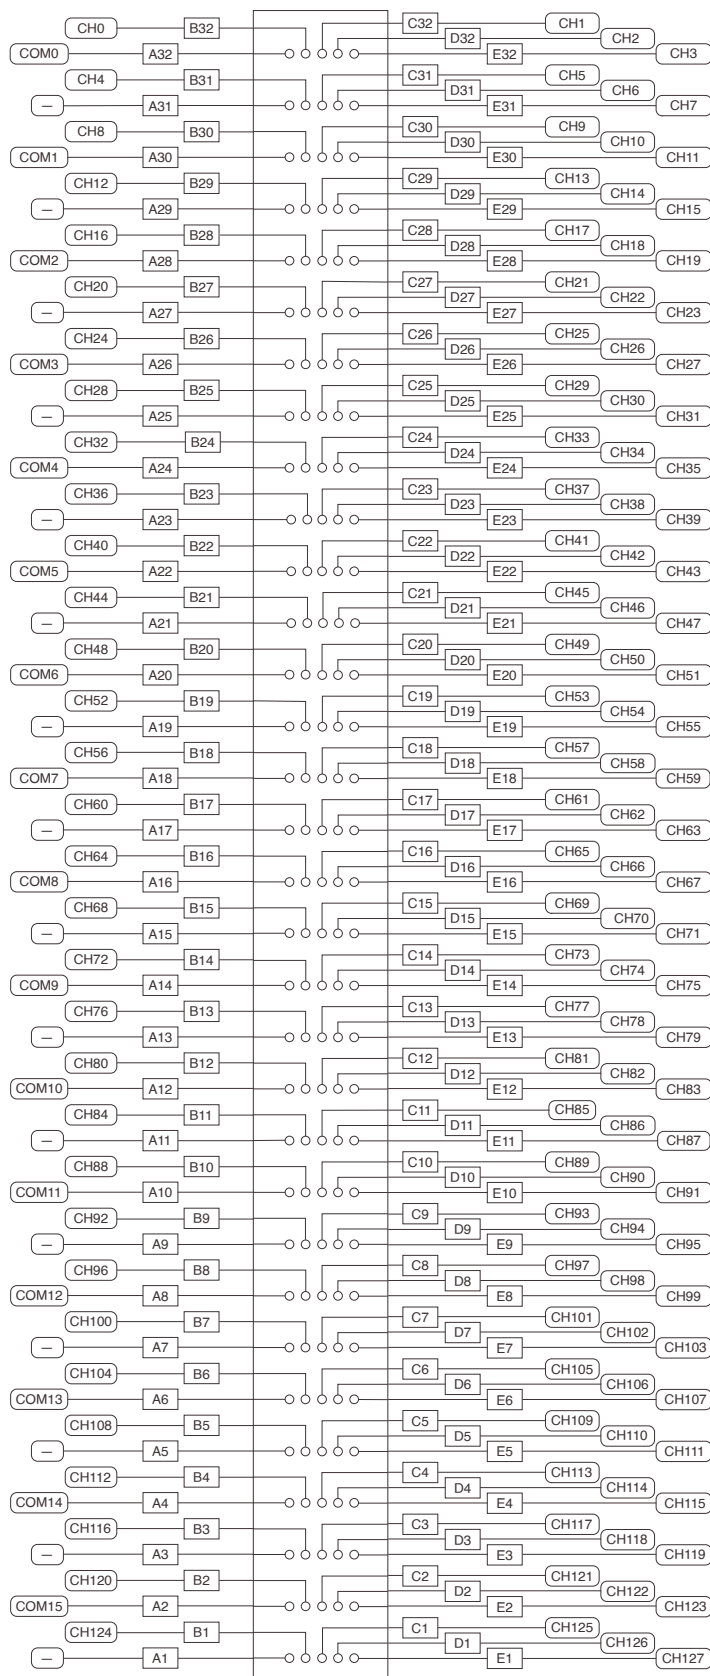 CH0 B32 C32 CH1
D32 CH2
COM0 A32 E32 CH3
CH4 B31 C31 CH5
D31 CH6
— A31 E31 CH7
CH8 B30 C30 CH9
D30 CH10
COM1 A30 E30 CH11
CH12 B29 C29 CH13
D29 CH14
— A29 E29 CH15
CH16 B28 C28 CH17
D28 CH18
COM2 A28 E28 CH19
CH20 B27 C27 CH21
D27 CH22
— A27 E27 CH23
CH24 B26 C26 CH25
D26 CH26
COM3 A26 E26 CH27
CH28 B25 C25 CH29
D25 CH30
— A25 E25 CH31
CH32 B24 C24 CH33
D24 CH34
COM4 A24 E24 CH35
CH36 B23 C23 CH37
D23 CH38
— A23 E23 CH39
CH40 B22 C22 CH41
D22 CH42
COM5 A22 E22 CH43
CH44 B21 C21 CH45
D21 CH46
— A21 E21 CH47
CH48 B20 C20 CH49
D20 CH50
COM6 A20 E20 CH51
CH52 B19 C19 CH53
D19 CH54
— A19 E19 CH55
CH56 B18 C18 CH57
D18 CH58
COM7 A18 E18 CH59
CH60 B17 C17 CH61
D17 CH62
— A17 E17 CH63
CH64 B16 C16 CH65
D16 CH66
COM8 A16 E16 CH67
CH68 B15 C15 CH69
D15 CH70
— A15 E15 CH71
CH72 B14 C14 CH73
D14 CH74
COM9 A14 E14 CH75
CH76 B13 C13 CH77
D13 CH78
— A13 E13 CH79
CH80 B12 C12 CH81
D12 CH82
COM10 A12 E12 CH83
CH84 B11 C11 CH85
D11 CH86
— A11 E11 CH87
CH88 B10 C10 CH89
D10 CH90
COM11 A10 E10 CH91
CH92 B9 C9 CH93
D9 CH94
— A9 E9 CH95
CH96 B8 C8 CH97
D8 CH98
COM12 A8 E8 CH99
CH100 B7 C7 CH101
D7 CH102
— A7 E7 CH103
CH104 B6 C6 CH105
D6 CH106
COM13 A6 E6 CH107
CH108 B5 C5 CH109
D5 CH110
— A5 E5 CH111
CH112 B4 C4 CH113
D4 CH114
COM14 A4 E4 CH115
CH116 B3 C3 CH117
D3 CH118
— A3 E3 CH119
CH120 B2 C2 CH121
D2 CH122
COM15 A2 E2 CH123
CH124 B1 C1 CH125
D1 CH126
— A1 E1 CH127